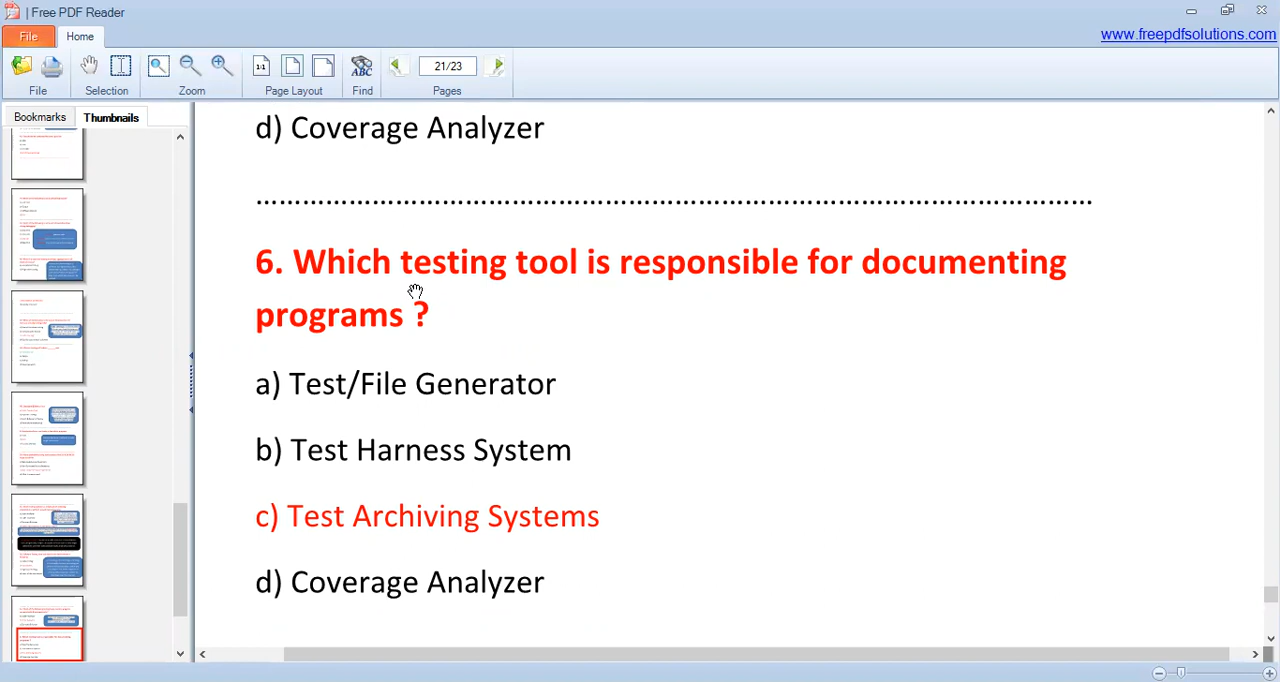 | Free PDF Reader
www.freepdfsolutions.com
File
Home
1:1
ABC
21/23
File
Selection
Zoom
Page Layout
Find
Pages
Bookmarks
Thumbnails
d) Coverage Analyzer
................................................................................................
6. Which testing tool is responsible for documenting
programs ?
a) Test/File Generator
b) Test Harness System
c) Test Archiving Systems
d) Coverage Analyzer